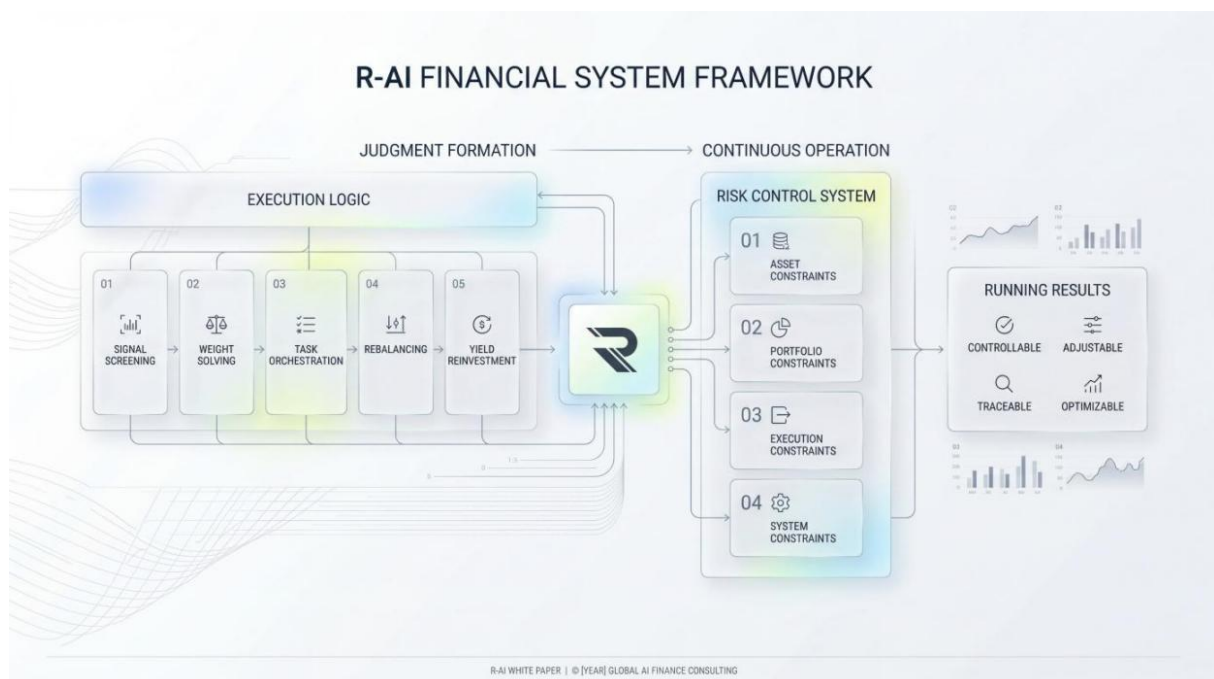 R-AI FINANCIAL SYSTEM FRAMEWORK
JUDGMENT FORMATION
CONTINUOUS OPERATION
EXECUTION LOGIC
01
SIGNAL
SCREENING
02
WEIGHT
SOLVING
03
TASK
ORCHESTRATION
04
REBALANCING
05
YIELD
REINVESTMENT
RISK CONTROL SYSTEM
01
ASSET
CONSTRAINTS
02
PORTFOLIO
CONSTRAINTS
03
EXECUTION
CONSTRAINTS
04
SYSTEM
CONSTRAINTS
RUNNING RESULTS
CONTROLLABLE
ADJUSTABLE
TRACEABLE
OPTIMIZABLE
R-AI WHITE PAPER | © [YEAR] GLOBAL AI FINANCE CONSULTING